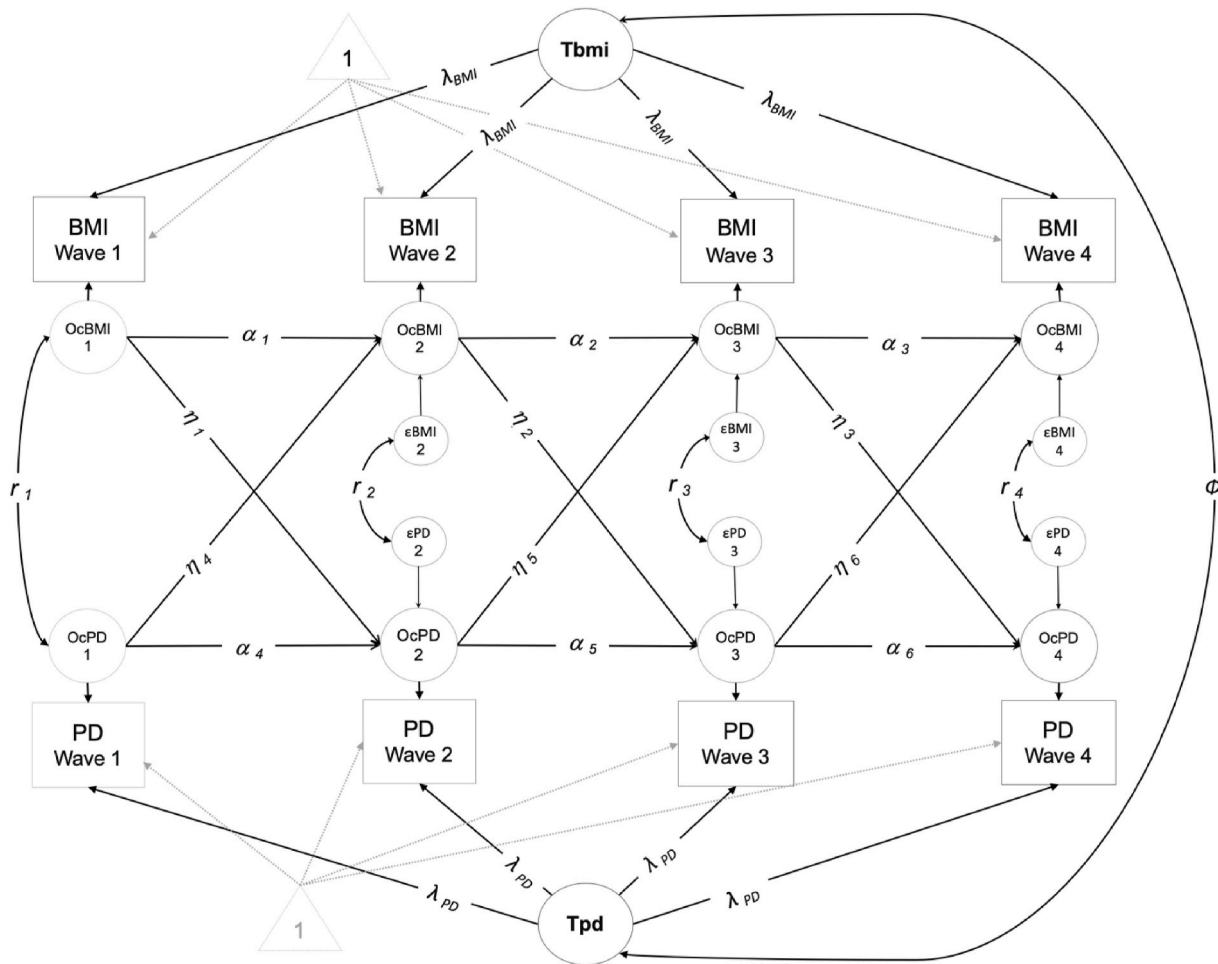 1
Tbmi
λBMI
λBMI
λBMI
λBMI
BMI
Wave 1
BMI
Wave 2
BMI
Wave 3
BMI
Wave 4
OcBMI
1
α 1
OcBMI
2
α 2
OcBMI
3
α 3
OcBMI
4
η 1
η 2
η 3
εBMI
2
εBMI
3
εBMI
4
r 1
r 2
r 3
r 4
Φ
εPD
2
εPD
3
εPD
4
η 4
η 5
η 6
OcPD
1
α 4
OcPD
2
α 5
OcPD
3
α 6
OcPD
4
PD
Wave 1
PD
Wave 2
PD
Wave 3
PD
Wave 4
λ PD
λ PD
λ PD
λ PD
1
Tpd